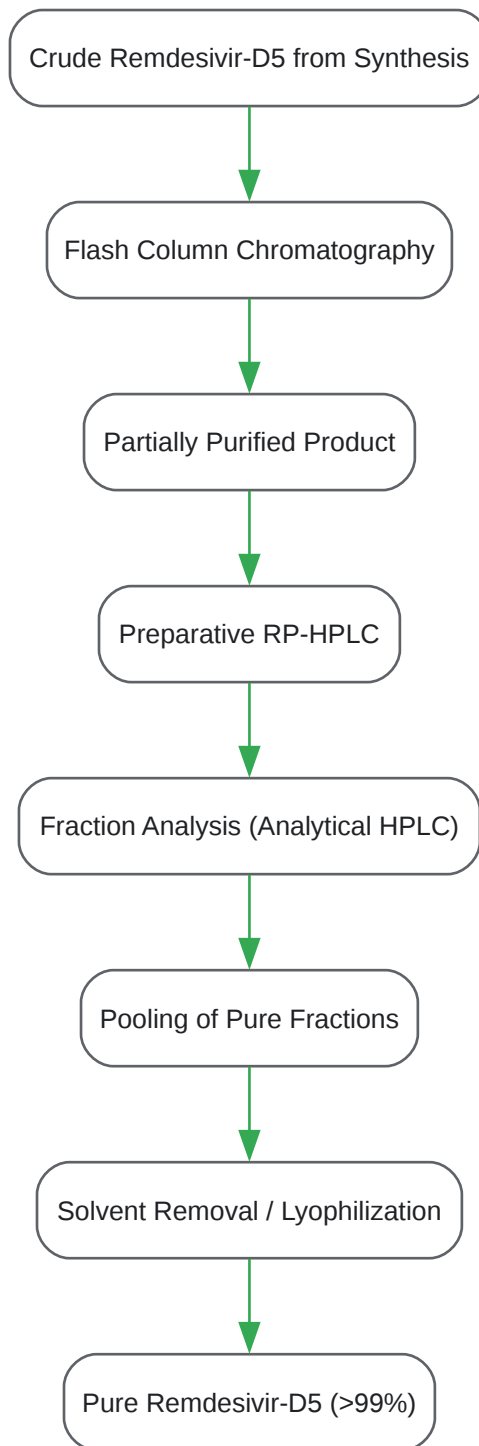 Crude Remdesivir-D5 from Synthesis
Flash Column Chromatography
Partially Purified Product
Preparative RP-HPLC
Fraction Analysis (Analytical HPLC)
Pooling of Pure Fractions
Solvent Removal / Lyophilization
Pure Remdesivir-D5 (>99%)